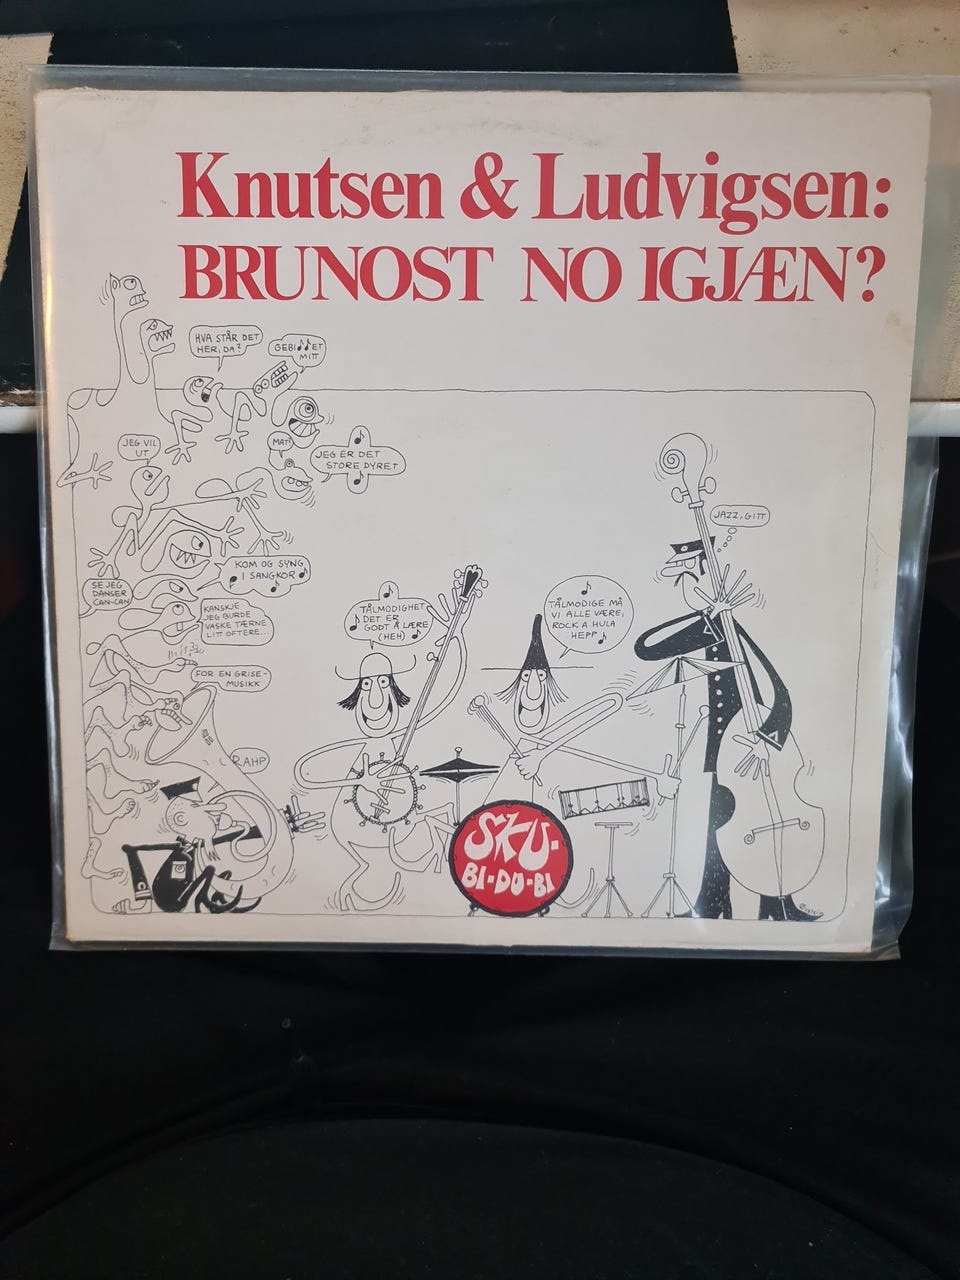 Knutsen & Ludvigsen:
BRUNOST NO IGJÆN?
HVA STÅR DET
HER, DA?
GEBI ET
MITT
MAT!
JEG ER DET
STORE DYRET
JEG VIL
UT
KOM OG SYNG
I SANGKOR
SE JEG
DANSER
CAN-CAN
KANSKJE
JEG BURDE
VASKE TÆRNE
LITT OFTERE...
FOR EN GRISE-
MUSIKK
RAHP
TÅLMODIGHET
DET ER
GODT Å LÆRE
(HEH)
TÅLMODIGE MÅ
VI ALLE VÆRE,
ROCK A HULA
HEPP
JAZZ, GITT
SKU-
BI-DU-BI